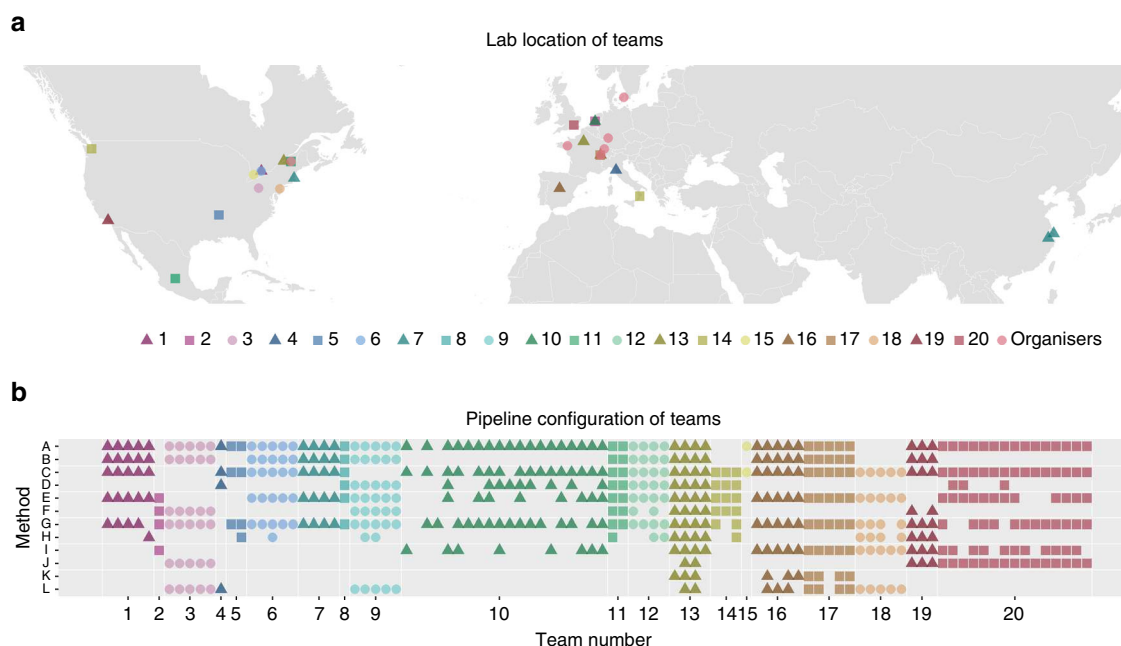 a
Lab location of teams
1 2 3 4 5 6 7 8 9 10 11 12 13 14 15 16 17 18 19 20 Organisers
b
Pipeline configuration of teams
Method
A
B
C
D
E
F
G
H
I
J
K
L
1 2 3 4 5 6 7 8 9 10 11 12 13 14 15 16 17 18 19 20
Team number